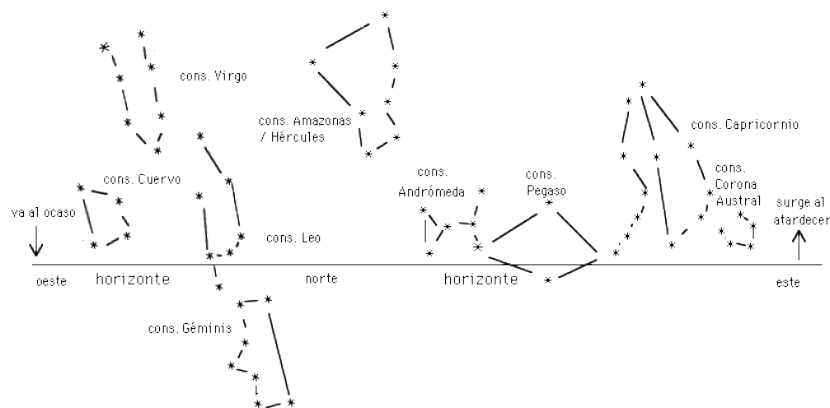 cons. Virgo
cons. Amazonas
/ Hércules
cons. Capricornio
cons. Cuervo
cons.
Andrómeda
cons.
Pegaso
cons.
Corona
Austral
va al ocaso
surge al
atardecer
cons. Leo
oeste
horizonte
norte
horizonte
este
cons. Géminis